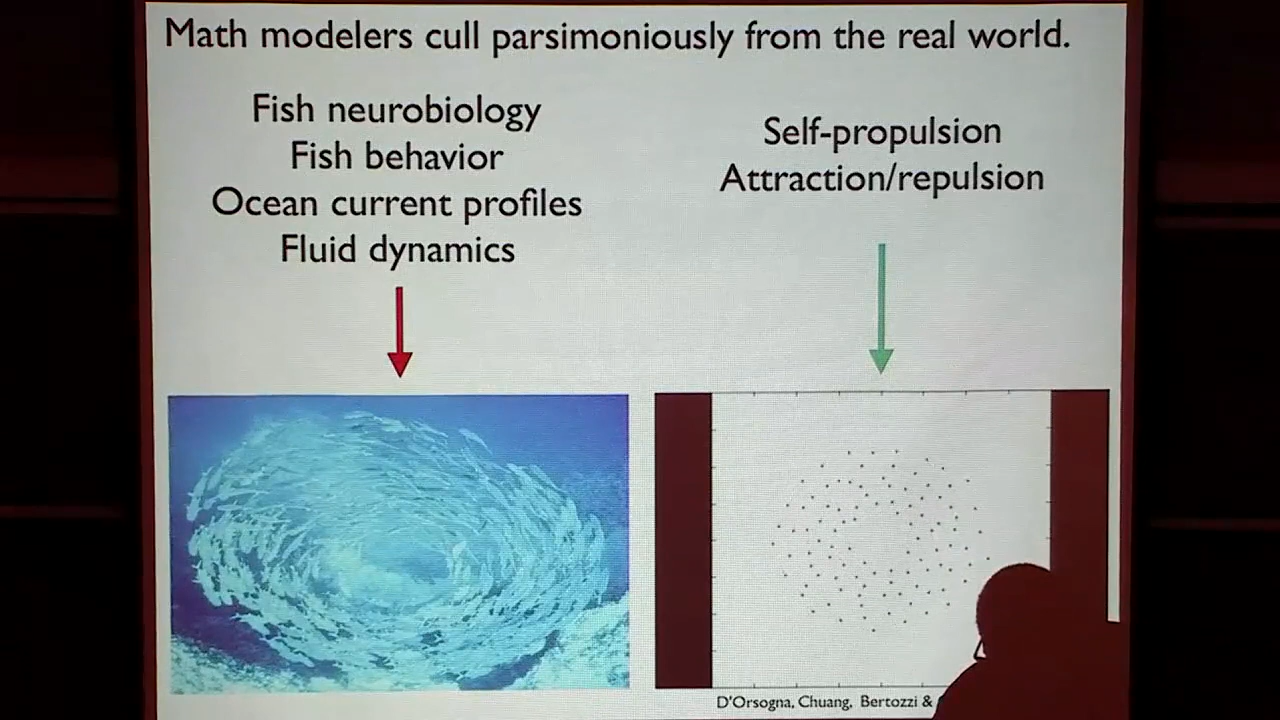 Math modelers cull parsimoniously from the real world.
Fish neurobiology
Fish behavior
Ocean current profiles
Fluid dynamics
Self-propulsion
Attraction/repulsion
D'Orsogna, Chuang, Bertozzi &